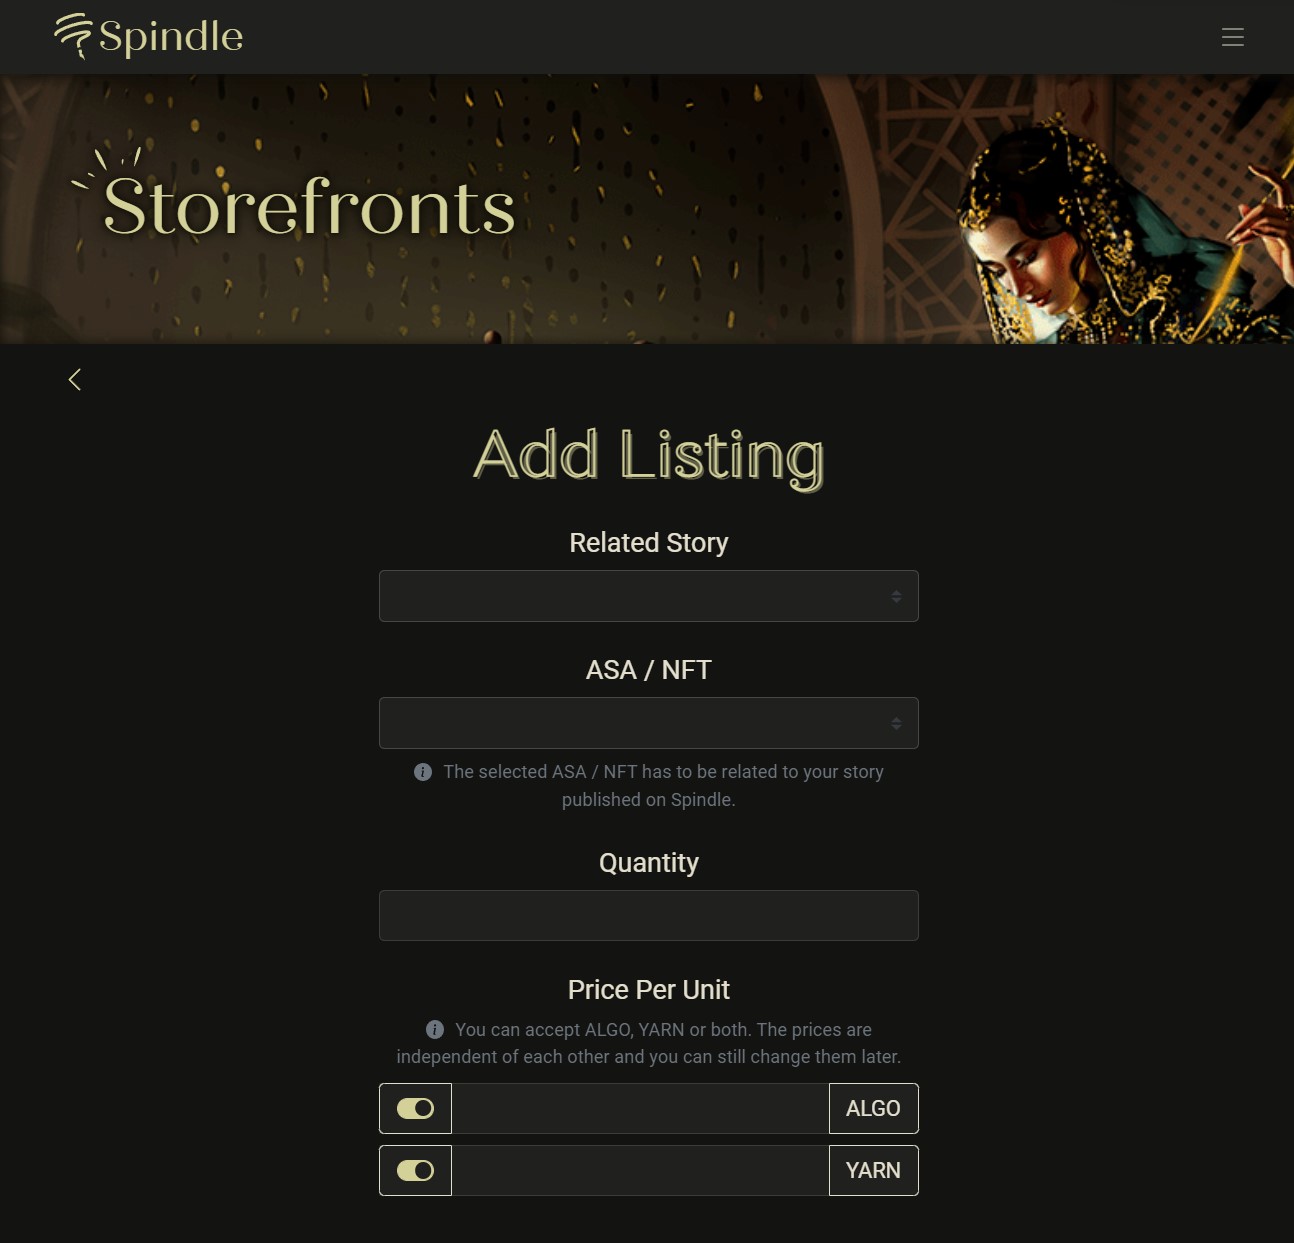 Spindle
Storefronts
Add Listing
Related Story
ASA / NFT
The selected ASA / NFT has to be related to your story
published on Spindle.
Quantity
Price Per Unit
You can accept ALGO, YARN or both. The prices are
independent of each other and you can still change them later.
ALGO
YARN